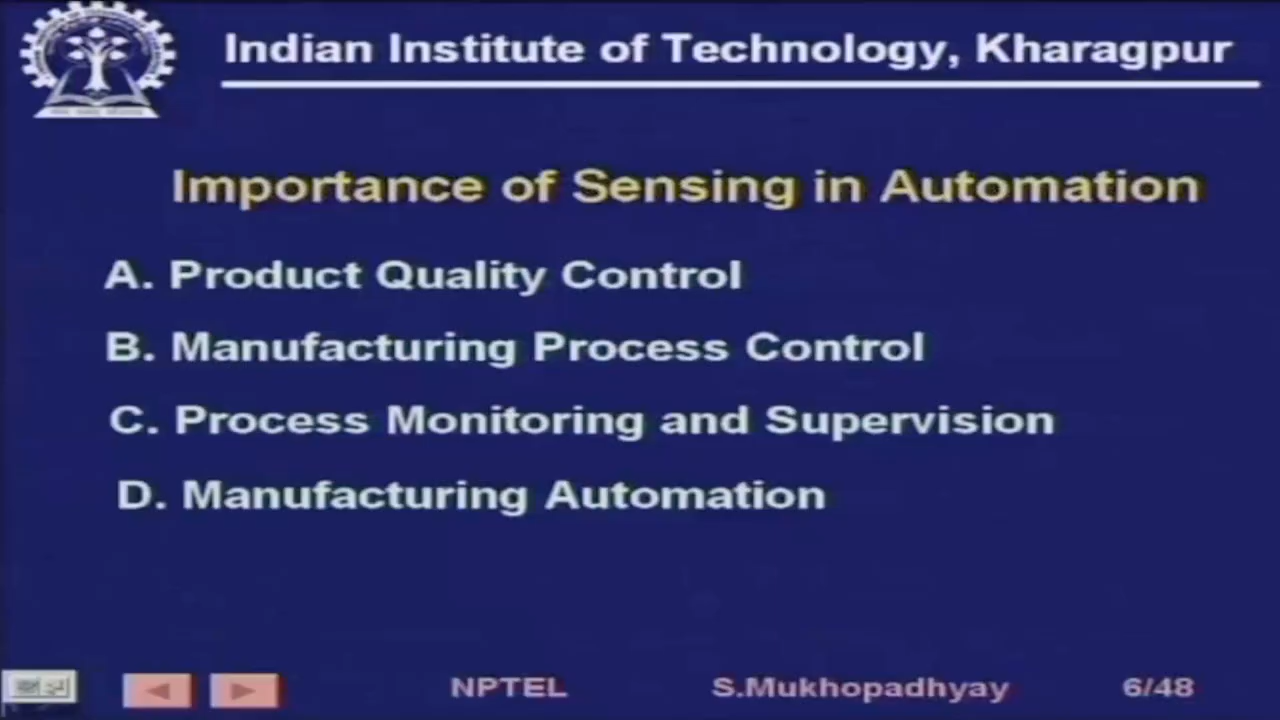 Indian Institute of Technology, Kharagpur
Importance of Sensing in Automation
A. Product Quality Control
B. Manufacturing Process Control
C. Process Monitoring and Supervision
D. Manufacturing Automation
NPTEL S.Mukhopadhyay 6/48